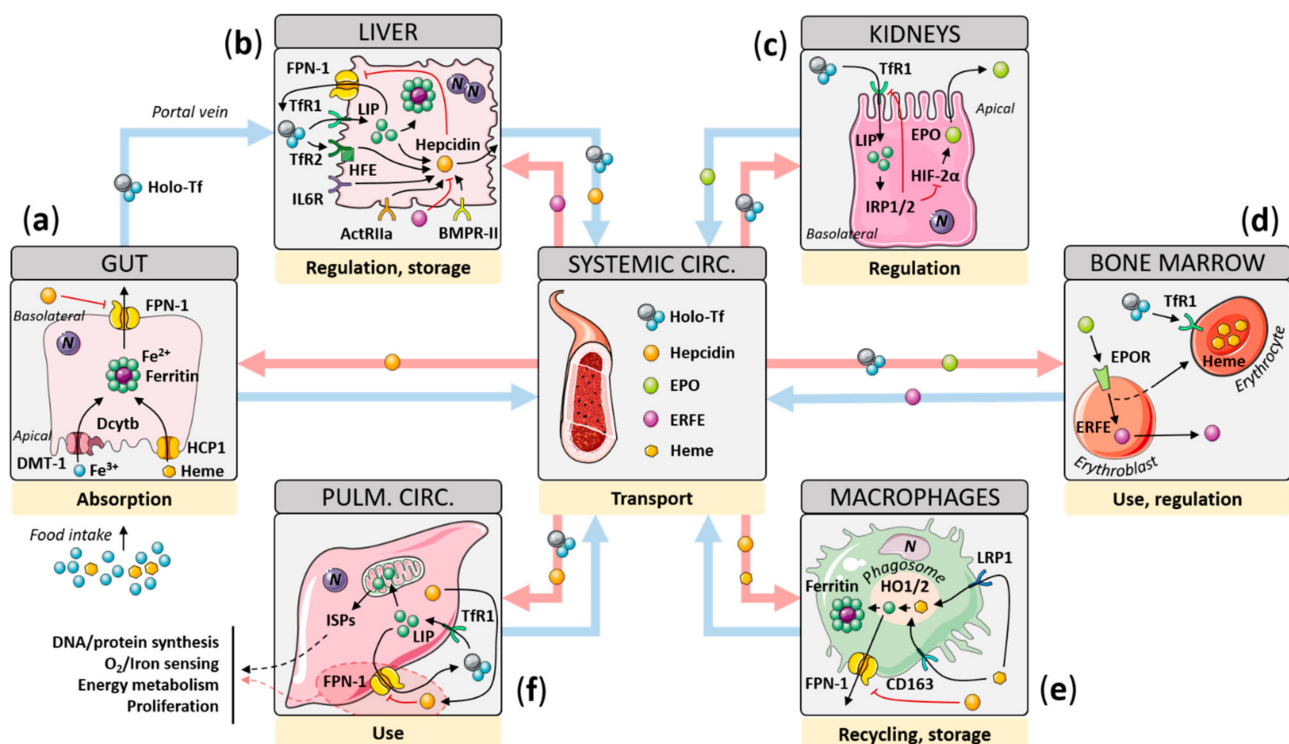 (b)
LIVER
FPN-1
N
N
TfR1
LIP
Hepcidin
TfR2
HFE
IL6R
ActRIIa
BMPR-II
Regulation, storage
(c)
KIDNEYS
TfR1
Apical
LIP
EPO
HIF-2α
IRP1/2
N
Basolateral
Regulation
Portal vein
Holo-Tf
(a)
GUT
Basolateral
FPN-1
N
Fe²⁺
Ferritin
Dcytb
Apical
DMT-1
HCP1
Fe³⁺
Heme
Absorption
Food intake
SYSTEMIC CIRC.
Holo-Tf
Hepcidin
EPO
ERFE
Heme
Transport
(d)
BONE MARROW
TfR1
EPOR
Heme
Erythrocyte
ERFE
Erythroblast
Use, regulation
PULM. CIRC.
N
ISPs
LIP
TfR1
FPN-1
(f)
Use
DNA/protein synthesis
O₂/Iron sensing
Energy metabolism
Proliferation
MACROPHAGES
N
LRP1
Phagosome
HO1/2
Ferritin
FPN-1
CD163
(e)
Recycling, storage